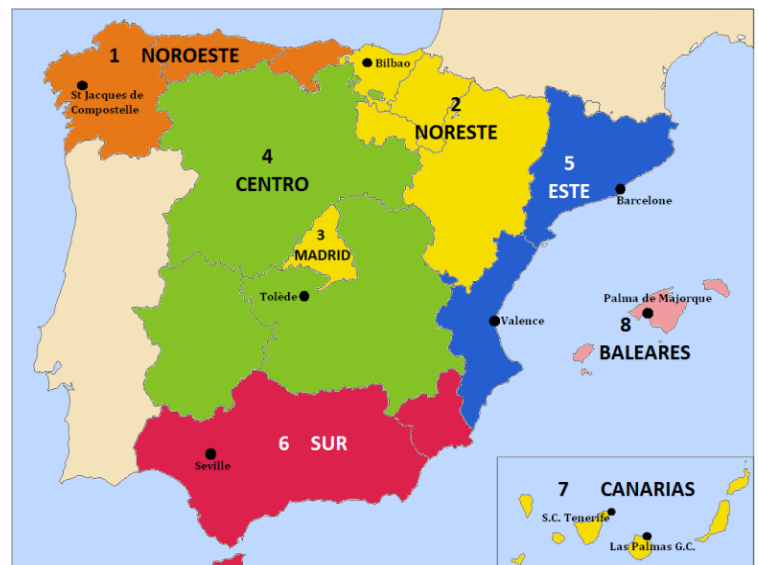 1 NOROESTE
Bilbao
St Jacques de
Compostelle
2
NORESTE
4
CENTRO
5
ESTE
Barcelone
3
MADRID
Tolède
Palma de Majorque
Valence
8
BALEARES
6 SUR
Seville
7 CANARIAS
S.C. Tenerife
Las Palmas G.C.